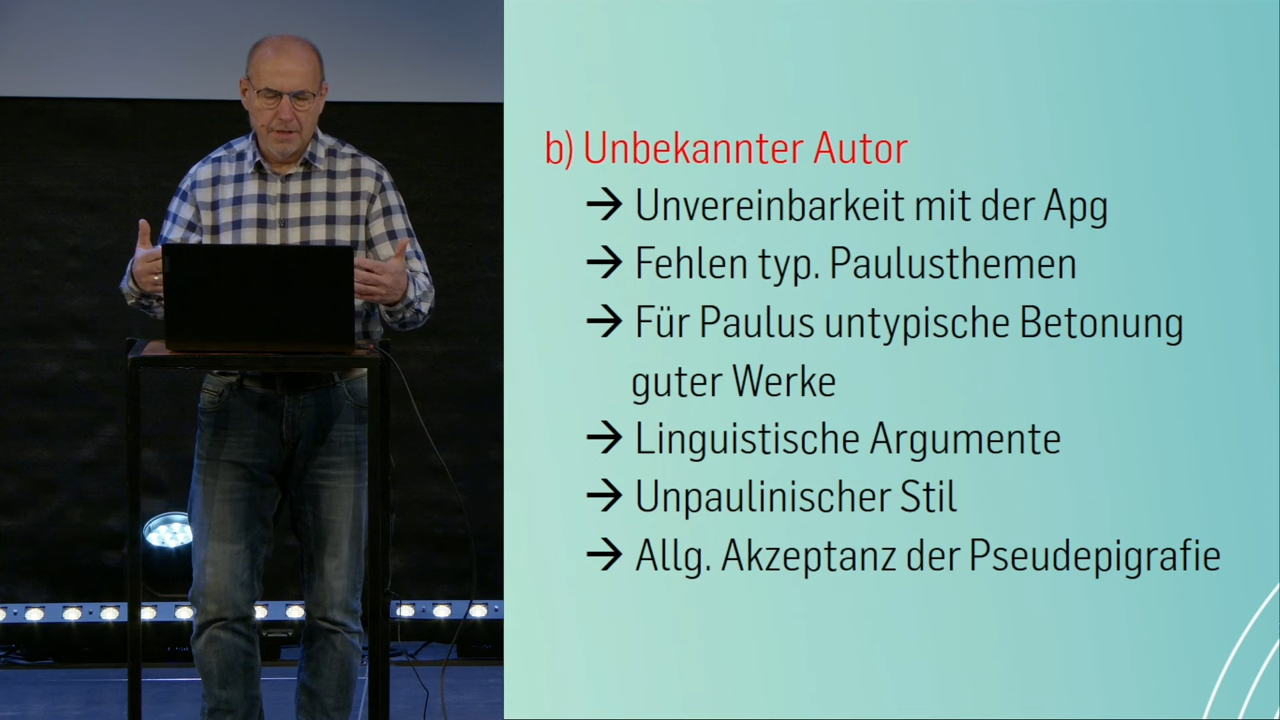 b) Unbekannter Autor
→ Unvereinbarkeit mit der Apg
→ Fehlen typ. Paulusthemen
→ Für Paulus untypische Betonung
guter Werke
→ Linguistische Argumente
→ Unpaulinischer Stil
→ Allg. Akzeptanz der Pseudepigrafie